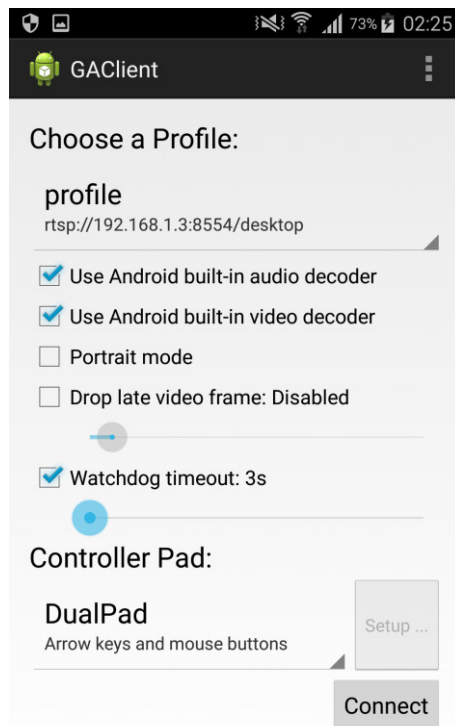 73% 02:25
GAClient
Choose a Profile:
profile
rtsp://192.168.1.3:8554/desktop
Use Android built-in audio decoder
Use Android built-in video decoder
Portrait mode
Drop late video frame: Disabled
Watchdog timeout: 3s
Controller Pad:
DualPad
Arrow keys and mouse buttons
Setup ...
Connect